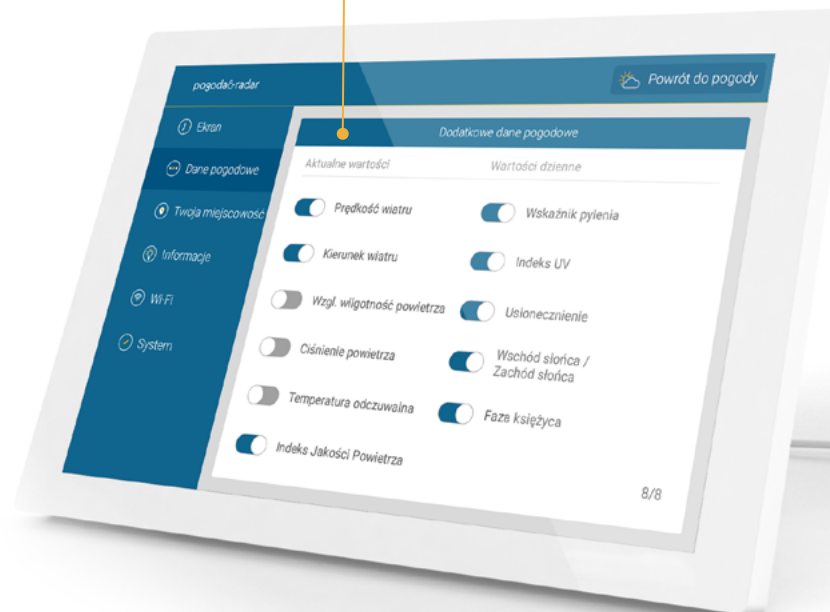 pogoda&radar
Powrót do pogody
Ekran
Dane pogodowe
Twoja miejscowość
Informacje
Wi-Fi
System
Dodatkowe dane pogodowe
Aktualne wartości
Wartości dzienne
Prędkość wiatru
Wskaźnik pylenia
Kierunek wiatru
Indeks UV
Wzgl. wilgotność powietrza
Usłonecznienie
Ciśnienie powietrza
Wschód słońca /
Zachód słońca
Temperatura odczuwalna
Faza księżyca
Indeks Jakości Powietrza
8/8